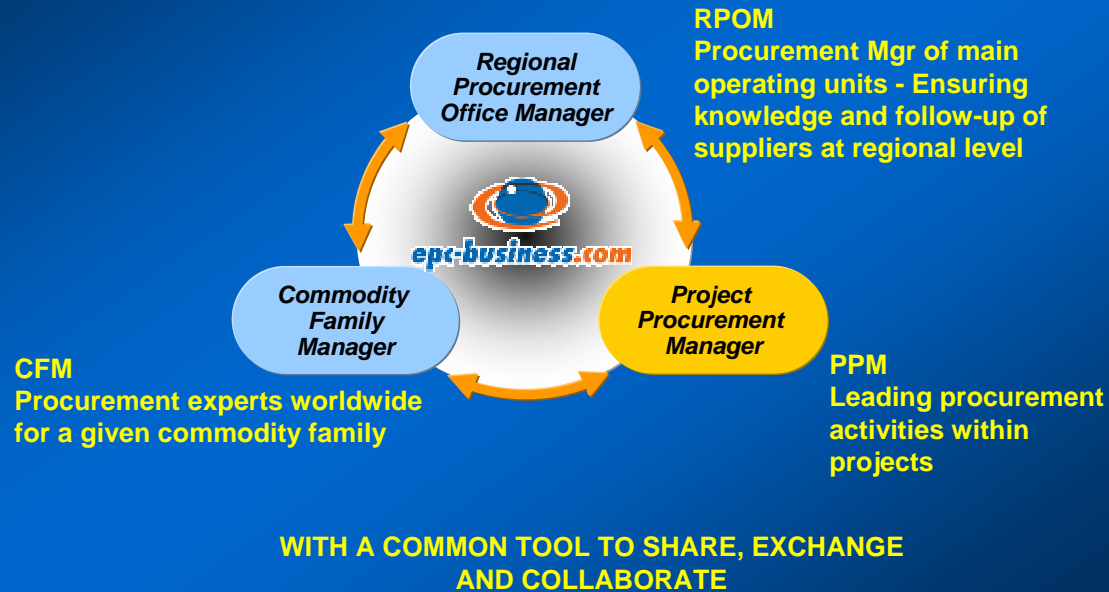 RPOM
Procurement Mgr of main
operating units - Ensuring
knowledge and follow-up of
suppliers at regional level
Regional
Procurement
Office Manager
epc-business.com
Commodity
Family
Manager
Project
Procurement
Manager
CFM
Procurement experts worldwide
for a given commodity family
PPM
Leading procurement
activities within
projects
WITH A COMMON TOOL TO SHARE, EXCHANGE
AND COLLABORATE